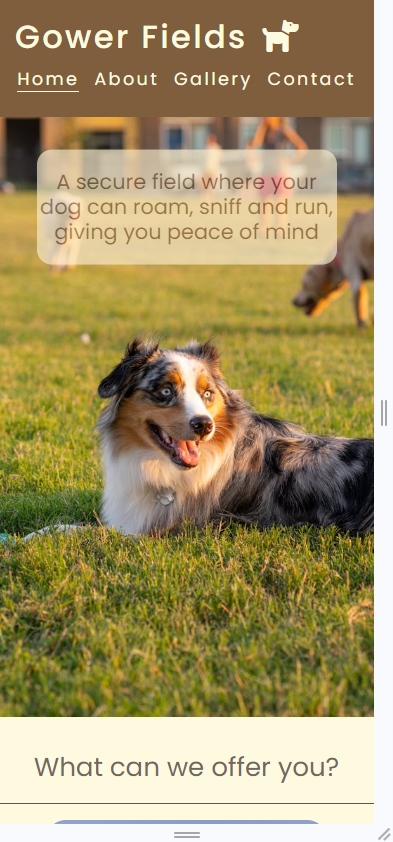 Gower Fields
Home About Gallery Contact
A secure field where your
dog can roam, sniff and run,
giving you peace of mind
What can we offer you?